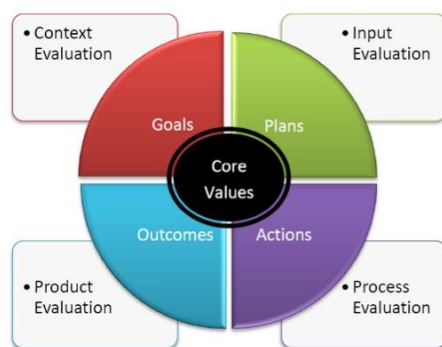 • Context
Evaluation
• Input
Evaluation
Goals
Plans
Core
Values
Outcomes
Actions
• Product
Evaluation
• Process
Evaluation